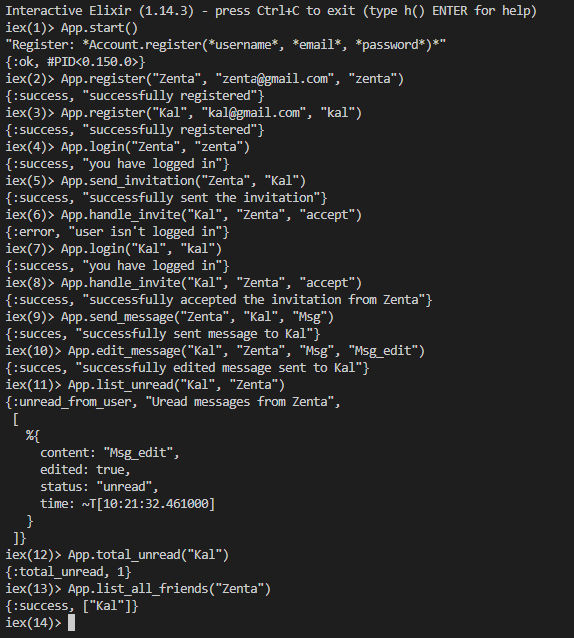 Interactive Elixir (1.14.3) - press Ctrl+C to exit (type h() ENTER for help)
iex(1)> App.start()
"Register: *Account.register(*username*, *email*, *password*)*"
{:ok, #PID<0.150.0>}
iex(2)> App.register("Zenta", "zenta@gmail.com", "zenta")
{:success, "successfully registered"}
iex(3)> App.register("Kal", "kal@gmail.com", "kal")
{:success, "successfully registered"}
iex(4)> App.login("Zenta", "zenta")
{:success, "you have logged in"}
iex(5)> App.send_invitation("Zenta", "Kal")
{:success, "successfully sent the invitation"}
iex(6)> App.handle_invite("Kal", "Zenta", "accept")
{:error, "user isn't logged in"}
iex(7)> App.login("Kal", "kal")
{:success, "you have logged in"}
iex(8)> App.handle_invite("Kal", "Zenta", "accept")
{:success, "successfully accepted the invitation from Zenta"}
iex(9)> App.send_message("Zenta", "Kal", "Msg")
{:succes, "successfully sent message to Kal"}
iex(10)> App.edit_message("Kal", "Zenta", "Msg", "Msg_edit")
{:succes, "successfully edited message sent to Kal"}
iex(11)> App.list_unread("Kal", "Zenta")
{:unread_from_user, "Uread messages from Zenta",
 [
   %{
     content: "Msg_edit",
     edited: true,
     status: "unread",
     time: ~T[10:21:32.461000]
   }
 ]}
iex(12)> App.total_unread("Kal")
{:total_unread, 1}
iex(13)> App.list_all_friends("Zenta")
{:success, ["Kal"]}
iex(14)>